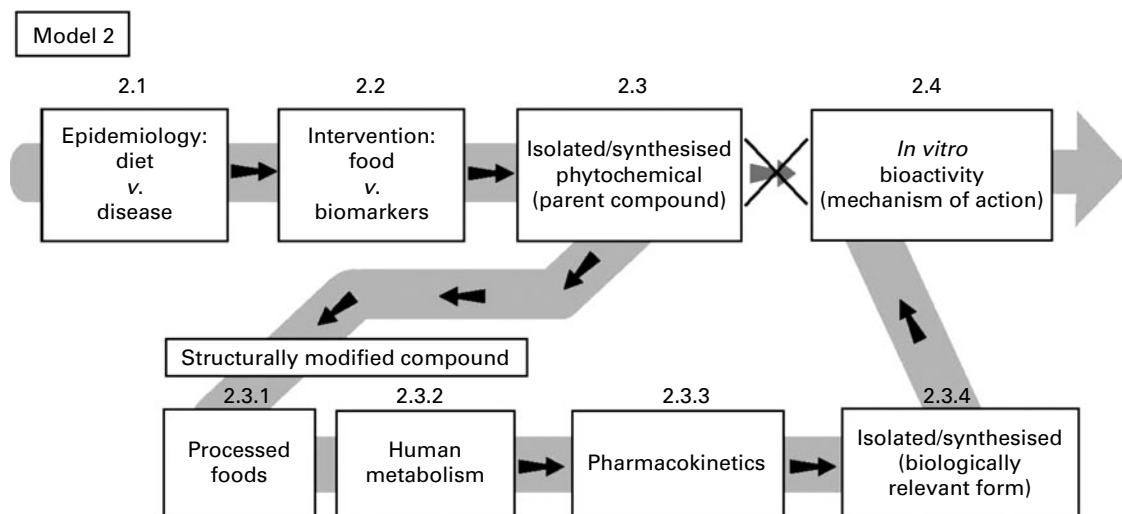 Model 2
2.1
Epidemiology:
diet
v.
disease
2.2
Intervention:
food
v.
biomarkers
2.3
Isolated/synthesised
phytochemical
(parent compound)
2.4
In vitro
bioactivity
(mechanism of action)
Structurally modified compound
2.3.1
Processed
foods
2.3.2
Human
metabolism
2.3.3
Pharmacokinetics
2.3.4
Isolated/synthesised
(biologically
relevant form)